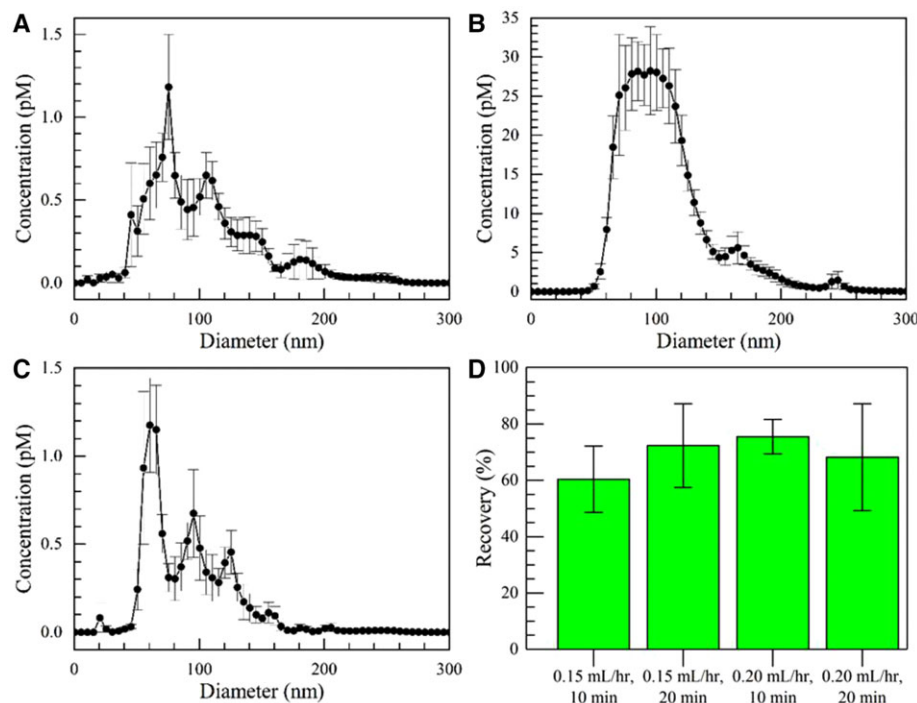 A
B
1.5
1.0
0.5
0.0
Concentration (pM)
0
100
200
300
Diameter (nm)
35
30
25
20
15
10
5
0
Concentration (pM)
0
100
200
300
Diameter (nm)
C
D
1.5
1.0
0.5
0.0
Concentration (pM)
0
100
200
300
Diameter (nm)
100
80
60
40
20
0
Recovery (%)
0.15 mL/hr,
10 min
0.15 mL/hr,
20 min
0.20 mL/hr,
10 min
0.20 mL/hr,
20 min